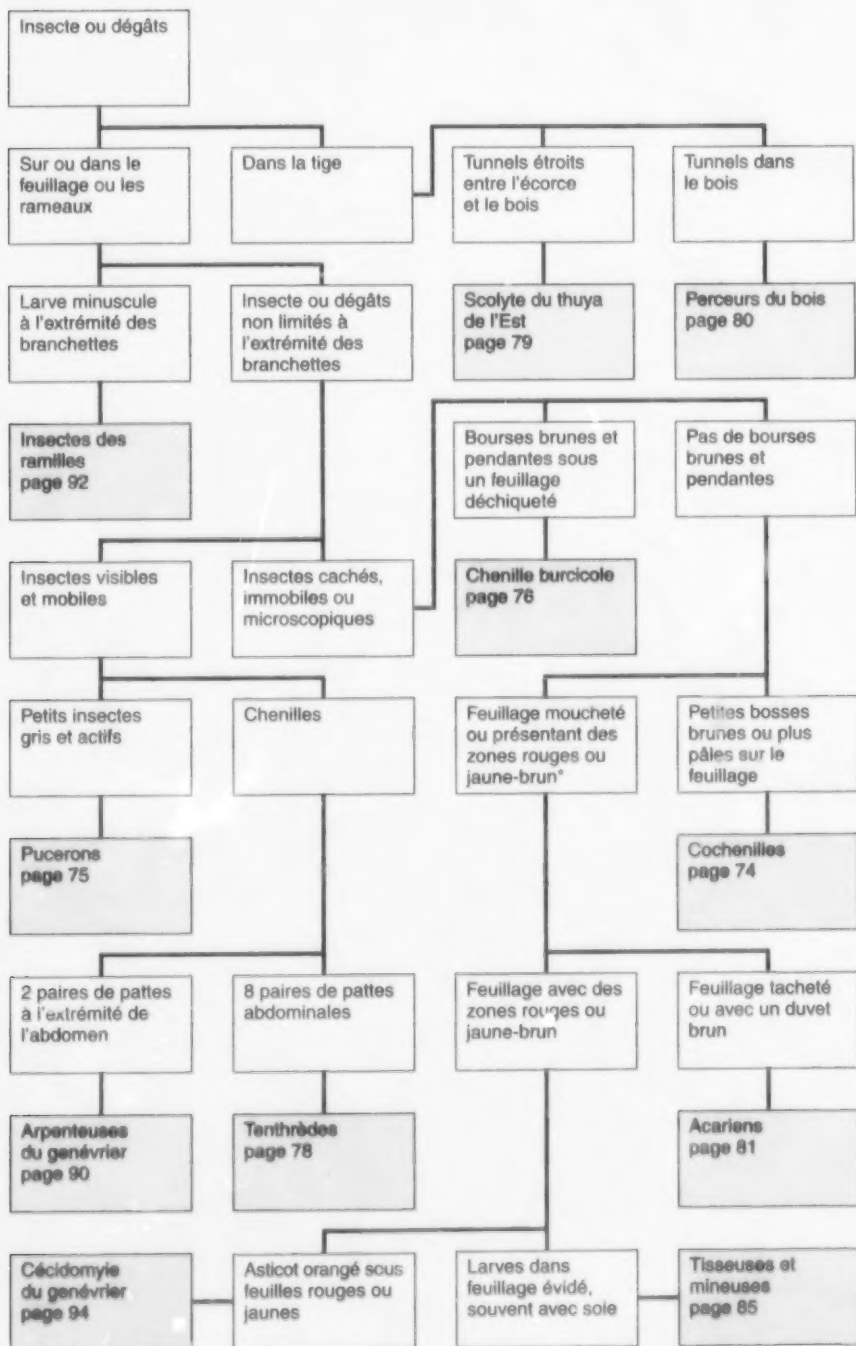 Insecte ou dégâts
Sur ou dans le
feuillage ou les
rameaux
Dans la tige
Tunnels étroits
entre l'écorce
et le bois
Tunnels dans
le bois
Larve minuscule
à l'extrémité des
branchettes
Insecte ou dégâts
non limités à
l'extrémité des
branchettes
Scolyte du thuya
de l'Est
page 79
Perceurs du bois
page 80
Insectes des
ramilles
page 92
Bourses brunes et
pendantes sous
un feuillage
déchiqueté
Pas de bourses
brunes et
pendantes
Insectes visibles
et mobiles
Insectes cachés,
immobiles ou
microscopiques
Chenille burcicole
page 76
Petits insectes
gris et actifs
Chenilles
Feuillage moucheté
ou présentant des
zones rouges ou
jaune-brun*
Petites bosses
brunes ou plus
pâles sur le
feuillage
Pucerons
page 75
Cochenilles
page 74
2 paires de pattes
à l'extrémité de
l'abdomen
8 paires de pattes
abdominales
Feuillage avec des
zones rouges ou
jaune-brun
Feuillage tacheté
ou avec un duvet
brun
Arpenteuses
du genévrier
page 90
Tenthrèdes
page 78
Acariens
page 81
Cécidomyie
du genévrier
page 94
Asticot orangé sous
feuilles rouges ou
jaunes
Larves dans
feuillage évidé,
souvent avec soie
Tisseuses et
mineuses
page 85